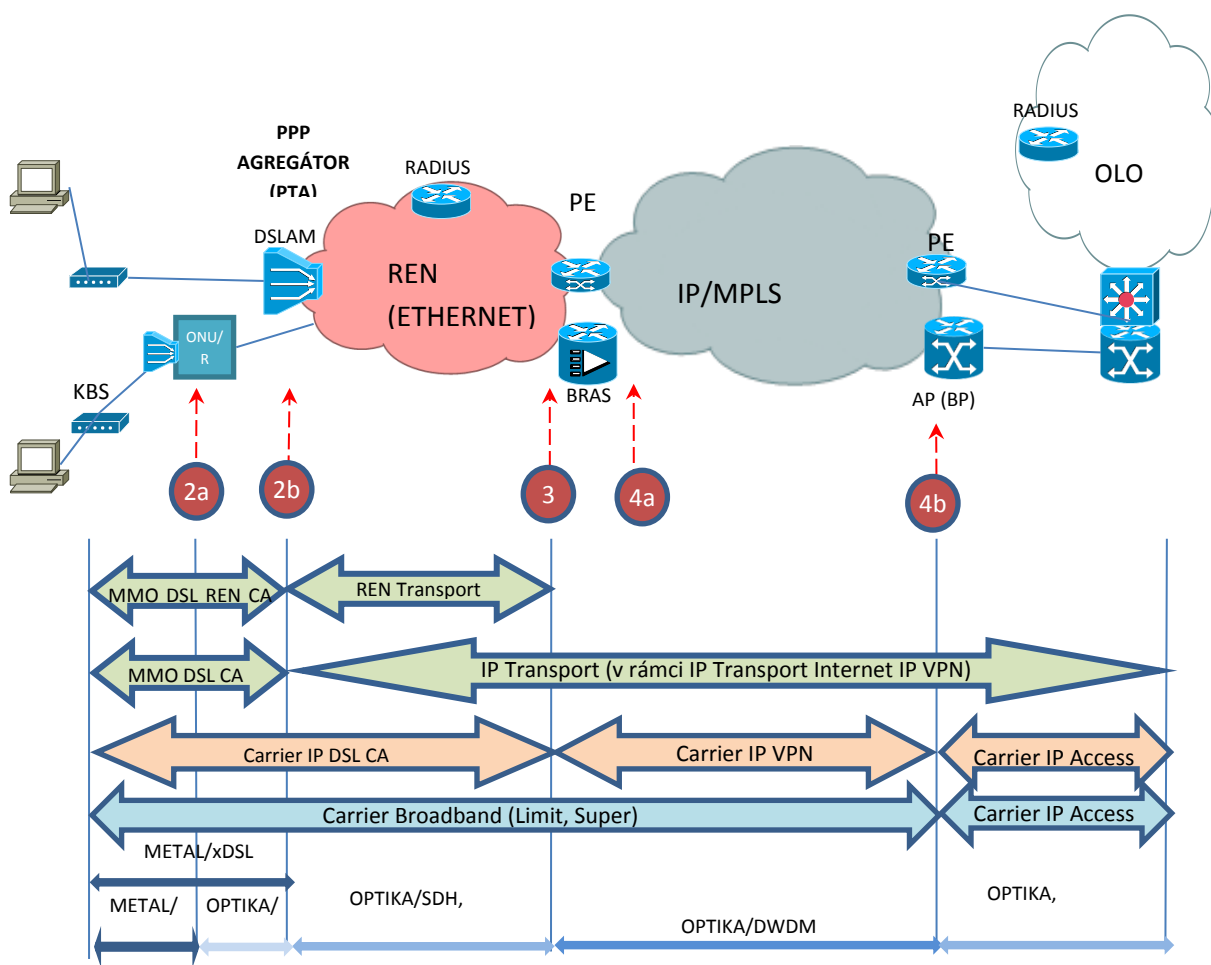 RADIUS
OLO
PPP
AGREGÁTOR
(PTA)
RADIUS
PE
DSLAM
PE
REN
(ETHERNET)
IP/MPLS
ONU/
R
KBS
BRAS
AP (BP)
2a
2b
3
4a
4b
MMO DSL REN CA
REN Transport
MMO DSL CA
IP Transport (v rámci IP Transport Internet IP VPN)
Carrier IP DSL CA
Carrier IP VPN
Carrier IP Access
Carrier Broadband (Limit, Super)
Carrier IP Access
METAL/xDSL
METAL/
OPTIKA/
OPTIKA/SDH,
OPTIKA/DWDM
OPTIKA,